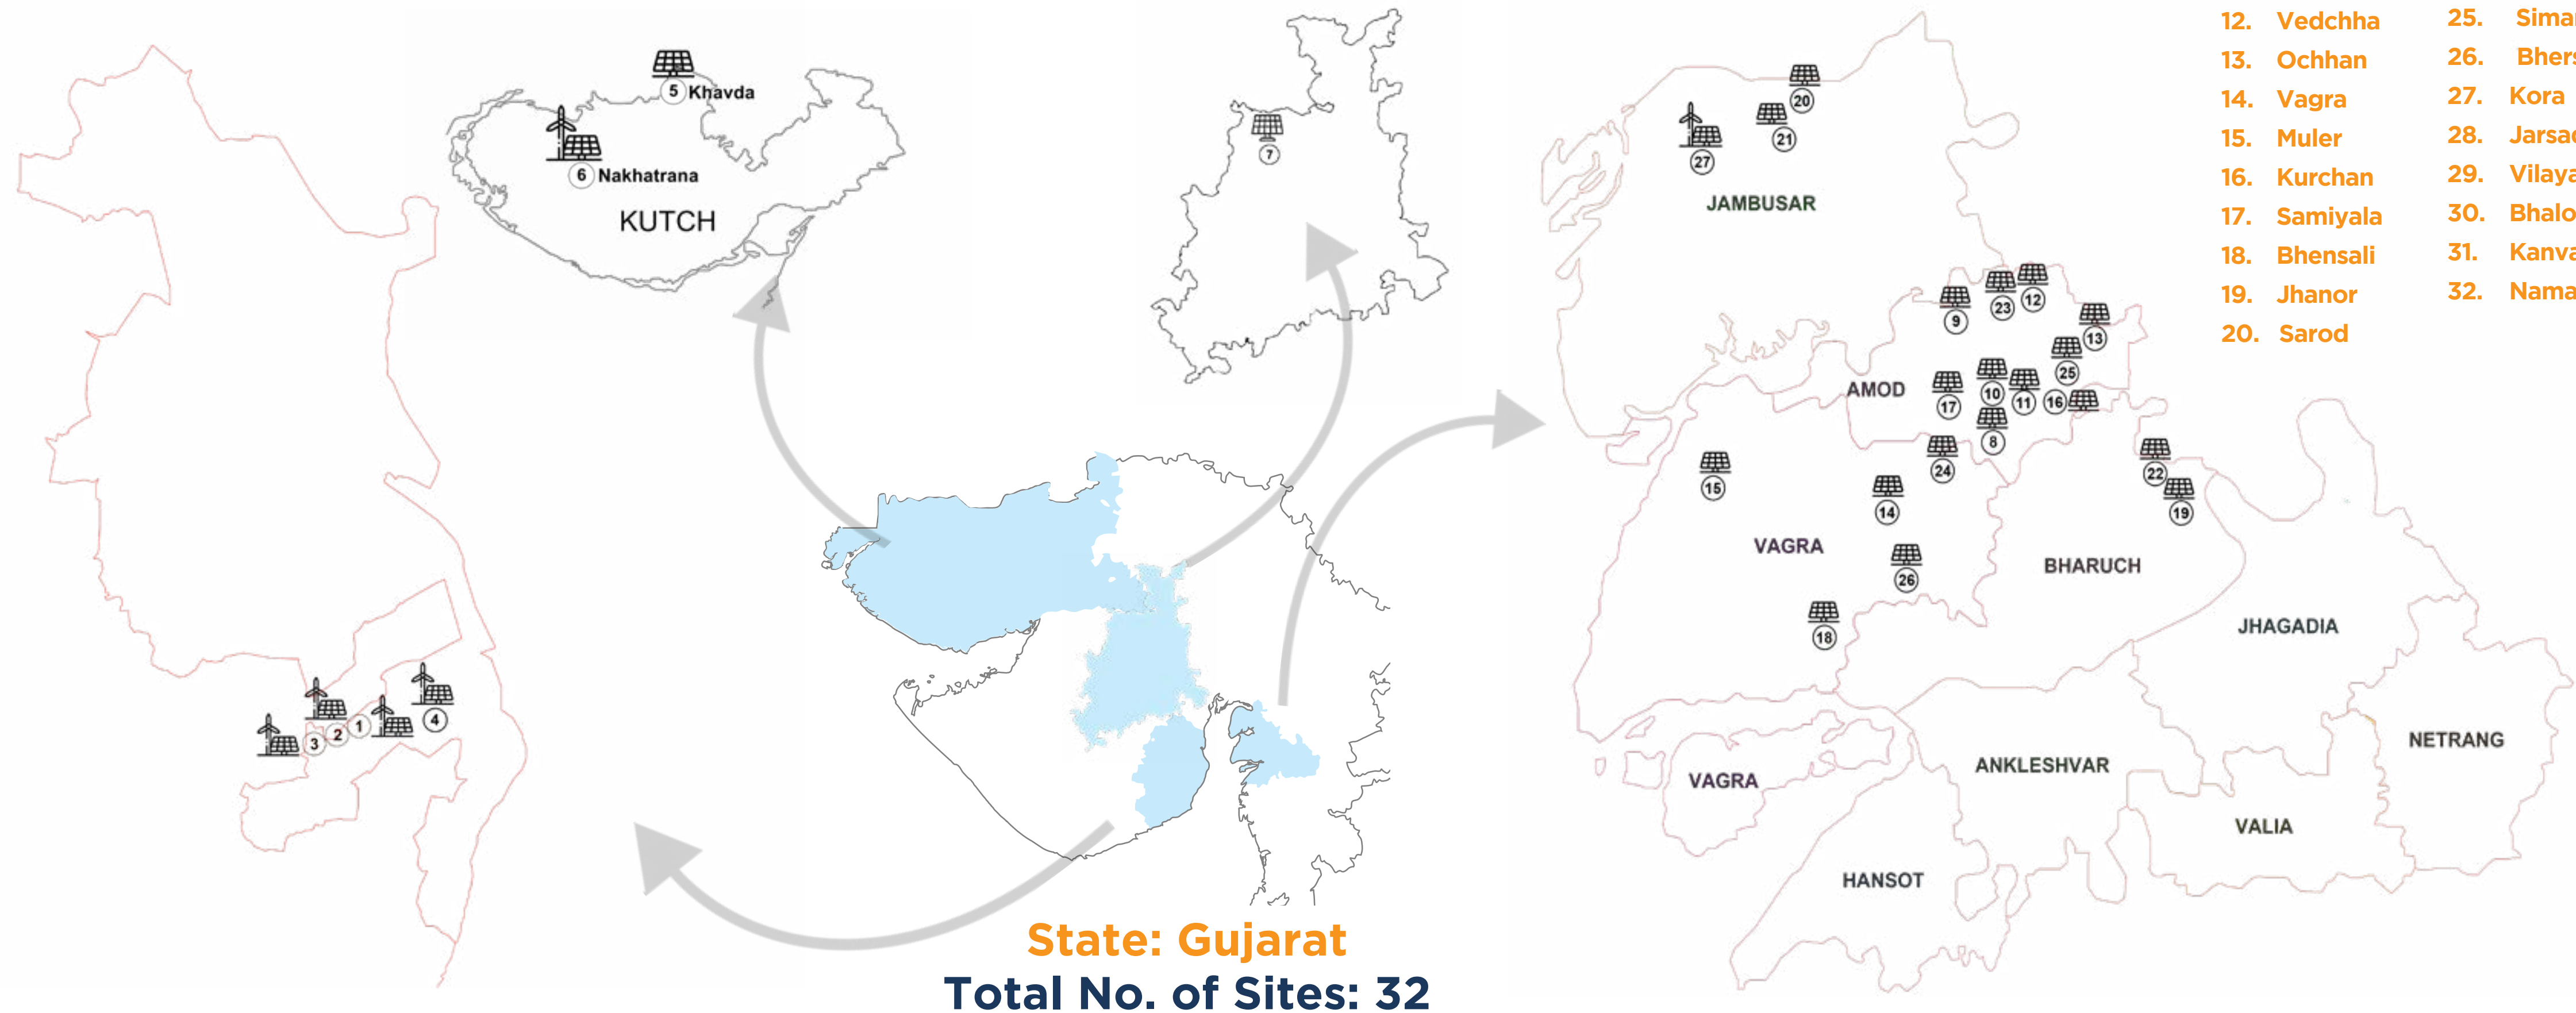 12. Vedchha
13. Ochhan
14. Vagra
15. Muler
16. Kurchan
17. Samiyala
18. Bhensali
19. Jhanor
20. Sarod
25.
26.
27. Kora
28.
29.
30.
31.
32.
5 Khavda
6 Nakhatrana
KUTCH
7
20
21
27
JAMBUSAR
9
23
12
13
25
AMOD
17
10
11
16
8
24
22
15
14
19
VAGRA
BHARUCH
26
18
JHAGADIA
3
2
1
4
NETRANG
ANKLESHVAR
VAGRA
VALIA
HANSOT
State: Gujarat
Total No. of Sites: 32